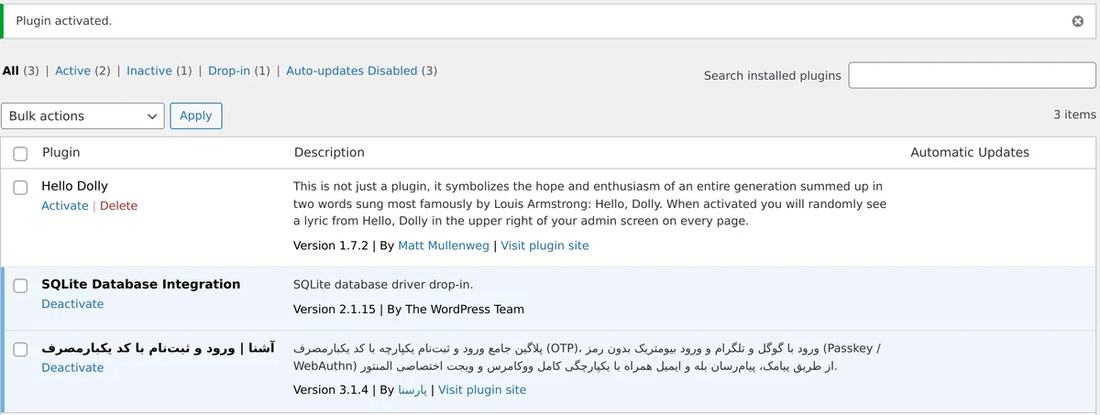 Plugin activated.
All (3) | Active (2) | Inactive (1) | Drop-in (1) | Auto-updates Disabled (3)
Search installed plugins
Bulk actions
Apply
3 items
Plugin
Description
Automatic Updates
Hello Dolly
Activate | Delete
This is not just a plugin, it symbolizes the hope and enthusiasm of an entire generation summed up in
two words sung most famously by Louis Armstrong: Hello, Dolly. When activated you will randomly see
a lyric from Hello, Dolly in the upper right of your admin screen on every page.
Version 1.7.2 | By Matt Mullenweg | Visit plugin site
SQLite Database Integration
Deactivate
SQLite database driver drop-in.
Version 2.1.15 | By The WordPress Team
آشنا | ورود و ثبت‌نام با کد یکبارمصرف
Deactivate
پلاگین جامع ورود و ثبت‌نام یکپارچه با کد یکبارمصرف (OTP)، ورود با گوگل و تلگرام و ورود بیومتریک بدون رمز (Passkey /
WebAuthn) از طریق پیامک، پیام‌رسان بله و ایمیل همراه با یکپارچگی کامل ووکامرس و ویجت اختصاصی المنتور.
Version 3.1.4 | By پارسنا | Visit plugin site